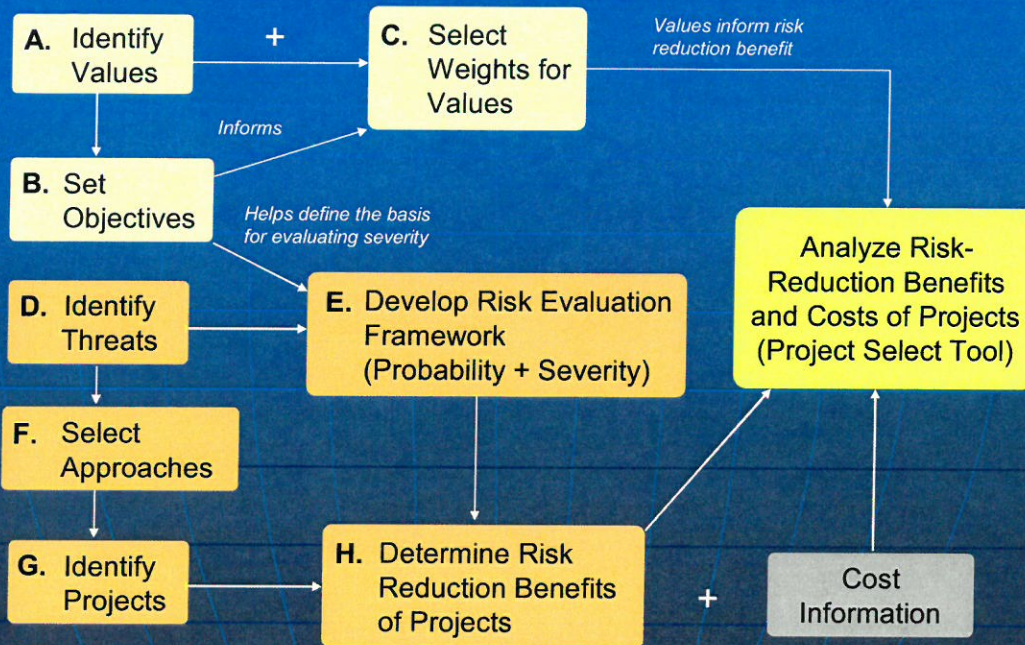 A. Identify
Values
+
C. Select
Weights for
Values
Values inform risk
reduction benefit
Informs
B. Set
Objectives
Helps define the basis
for evaluating severity
Analyze Risk-
Reduction Benefits
and Costs of Projects
(Project Select Tool)
D. Identify
Threats
E. Develop Risk Evaluation
Framework
(Probability + Severity)
F. Select
Approaches
G. Identify
Projects
H. Determine Risk
Reduction Benefits
of Projects
+
Cost
Information